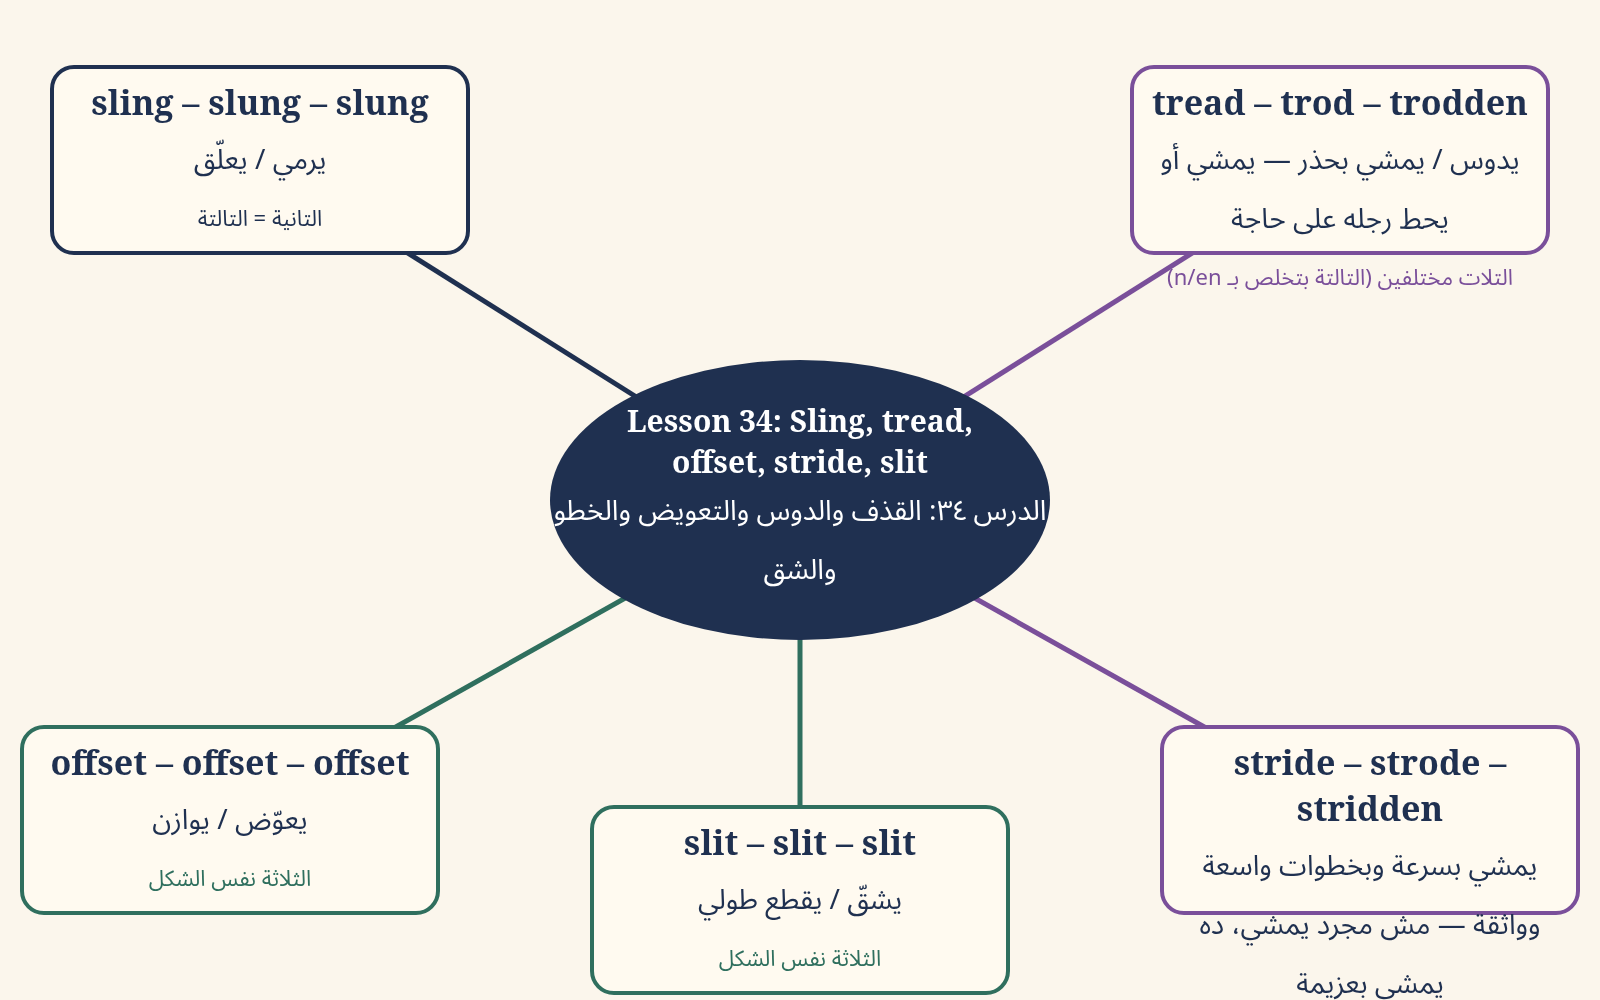 sling – slung – slung
يرمي / يعلّق
التانية = التالتة
tread – trod – trodden
يدوس / يمشي بحذر — يمشي أو
يحط رجله على حاجة
التلات مختلفين (التالتة بتخلص بـ n/en)
Lesson 34: Sling, tread,
offset, stride, slit
الدرس ٣٤: القذف والدوس والتعويض والخطو
والشق
offset – offset – offset
يعوّض / يوازن
الثلاثة نفس الشكل
slit – slit – slit
يشقّ / يقطع طولي
الثلاثة نفس الشكل
stride – strode –
stridden
يمشي بسرعة وبخطوات واسعة
وواثقة — مش مجرد يمشي، ده
يمشي بعزيمة